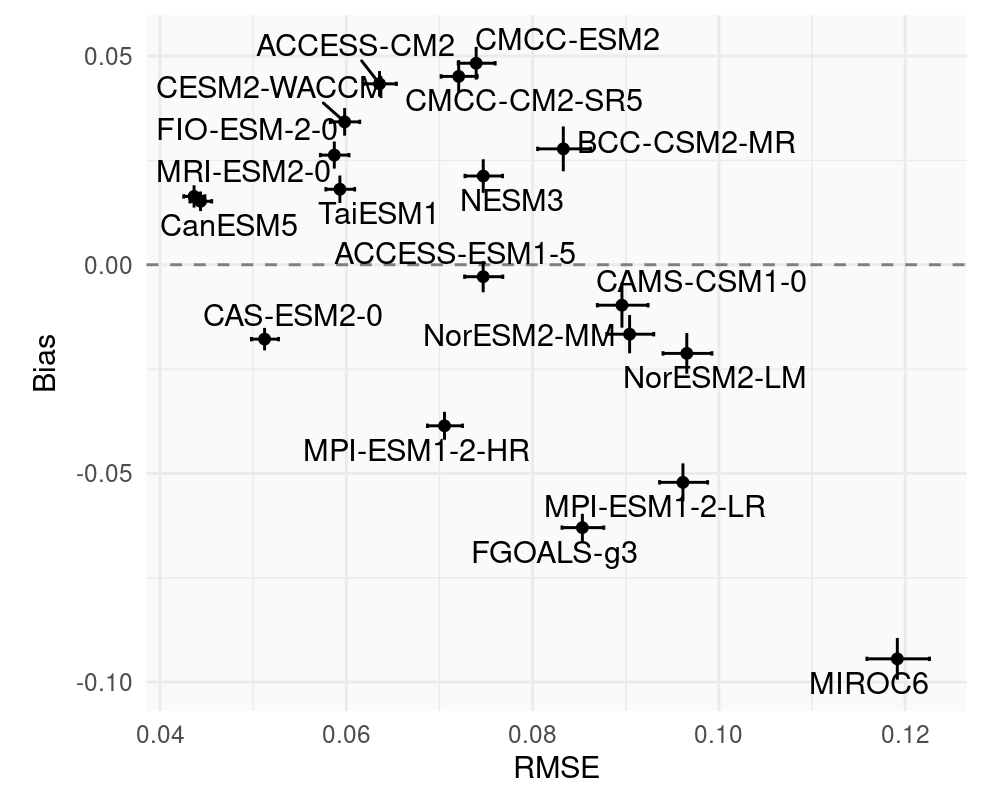 0.05
0.00
-0.05
-0.10
Bias
ACCESS-CM2
CMCC-ESM2
CESM2-WACCM
CMCC-CM2-SR5
FIO-ESM-2-0
BCC-CSM2-MR
MRI-ESM2-0
NESM3
TaiESM1
CanESM5
ACCESS-ESM1-5
CAMS-CSM1-0
CAS-ESM2-0
NorESM2-MM
NorESM2-LM
MPI-ESM1-2-HR
MPI-ESM1-2-LR
FGOALS-g3
MIROC6
0.04
0.06
0.08
0.10
0.12
RMSE